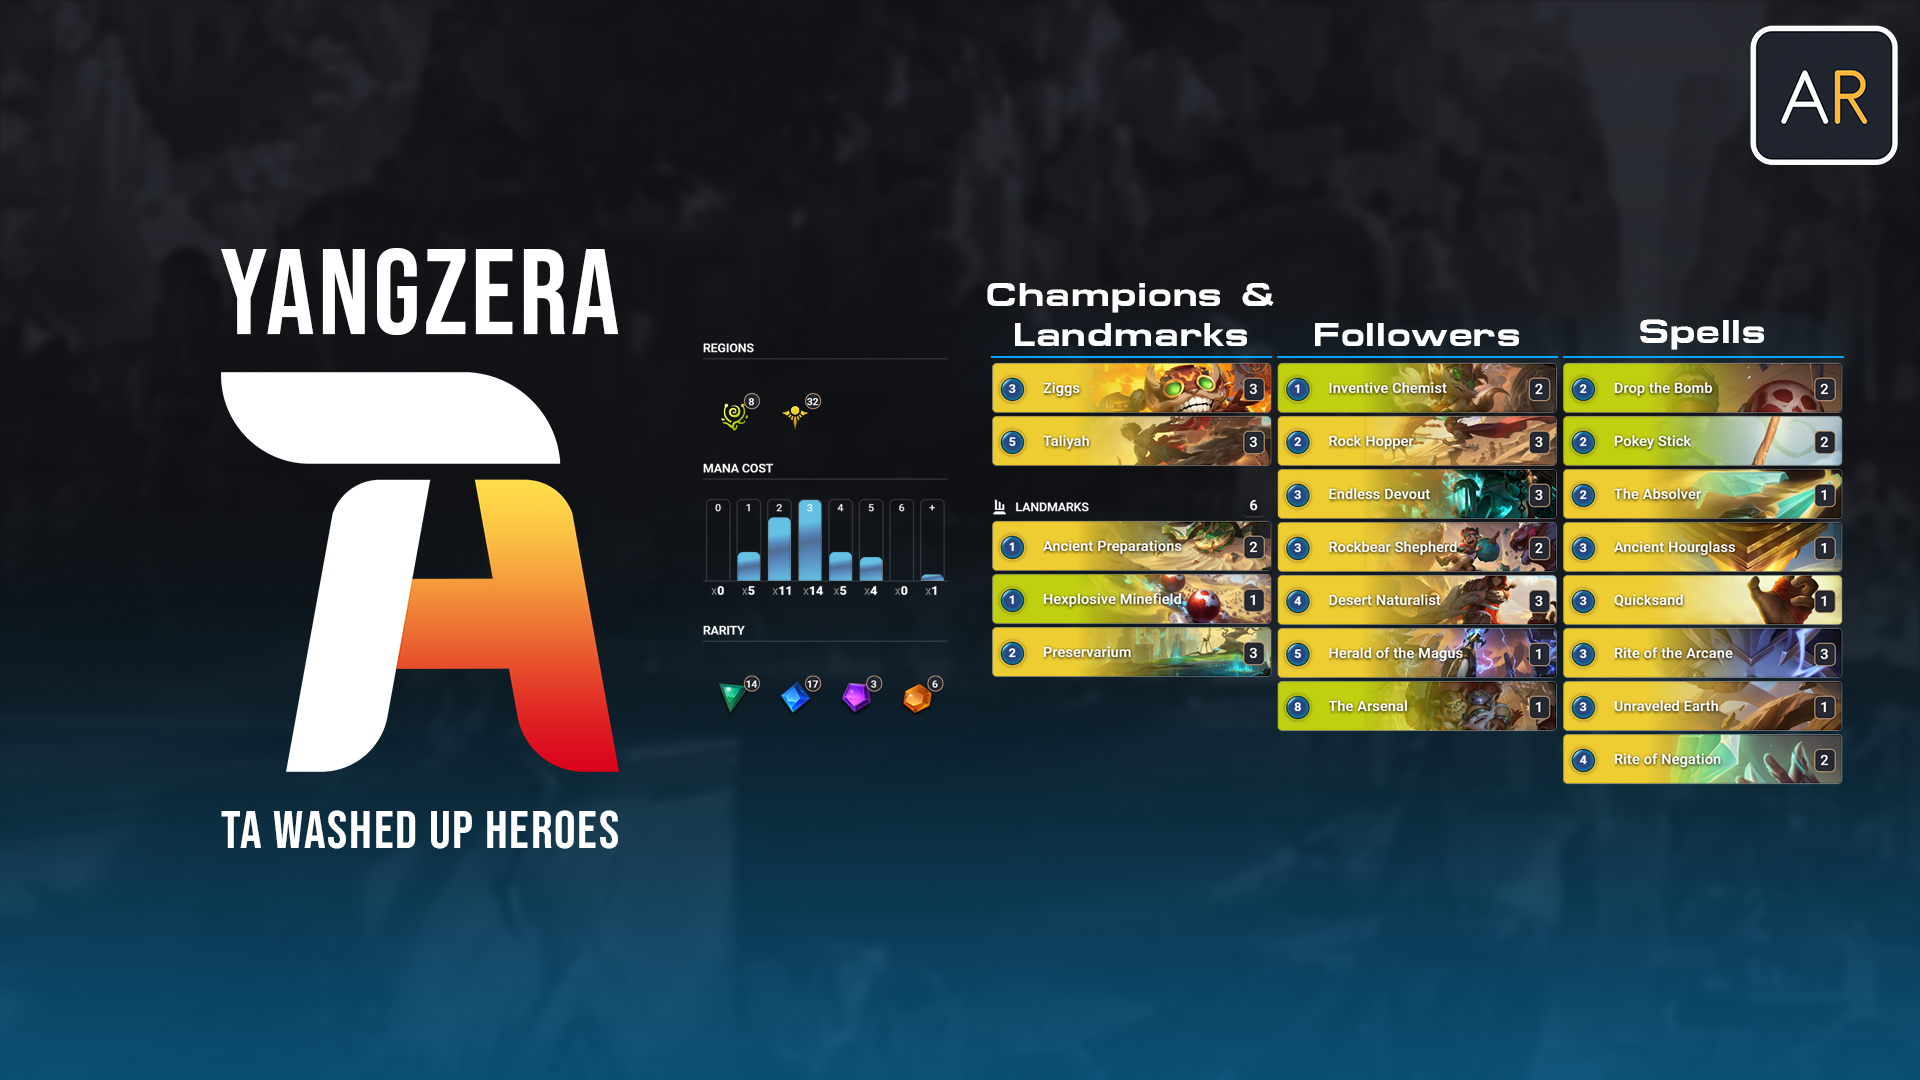 AR
YANGZERA
TA
TA WASHED UP HEROES
REGIONS
8 32
MANA COST
0 1 2 3 4 5 6 +
x0 x5 x11 x14 x5 x4 x0 x1
RARITY
14 17 3 6
Champions &
Landmarks
3 Ziggs 3
5 Taliyah 3
LANDMARKS 6
1 Ancient Preparations 2
1 Hexplosive Minefield 1
2 Preservarium 3
Followers
1 Inventive Chemist 2
2 Rock Hopper 3
3 Endless Devout 3
3 Rockbear Shepherd 2
4 Desert Naturalist 3
5 Herald of the Magus 1
8 The Arsenal 1
Spells
2 Drop the Bomb 2
2 Pokey Stick 2
2 The Absolver 1
3 Ancient Hourglass 1
3 Quicksand 1
3 Rite of the Arcane 3
3 Unraveled Earth 1
4 Rite of Negation 2